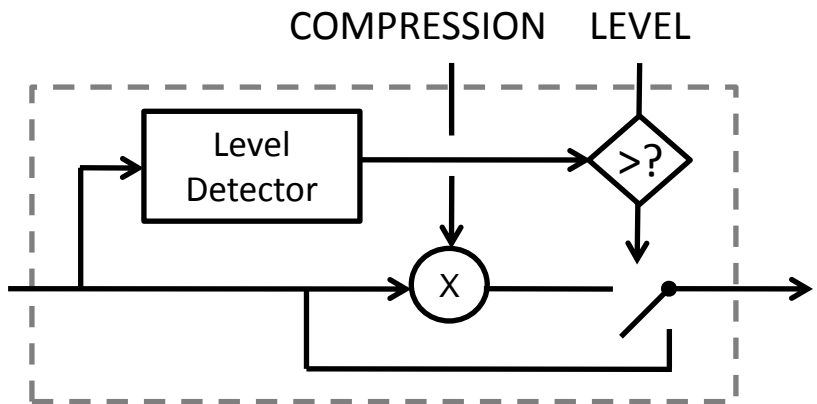 COMPRESSION LEVEL
Level
Detector
>?
X